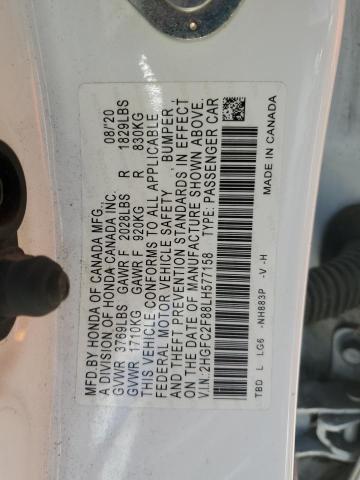 MFD.BY HONDA OF CANADA MFG. 08/'20
A DIVISION OF HONDA CANADA INC.
GVWR 3769LBS GAWR F 2028LBS R 1829LBS
GVWR 1710KG GAWR F 920KG R 830KG
THIS VEHICLE CONFORMS TO ALL APPLICABLE
FEDERAL MOTOR VEHICLE SAFETY, BUMPER,
AND THEFT PREVENTION STANDARDS, IN EFFECT
ON THE DATE OF MANUFACTURE SHOWN ABOVE.
V.I.N.:2HGFC2F88LH577158 TYPE: PASSENGER CAR
TBD L LG6 -NH883P -V -H MADE IN CANADA